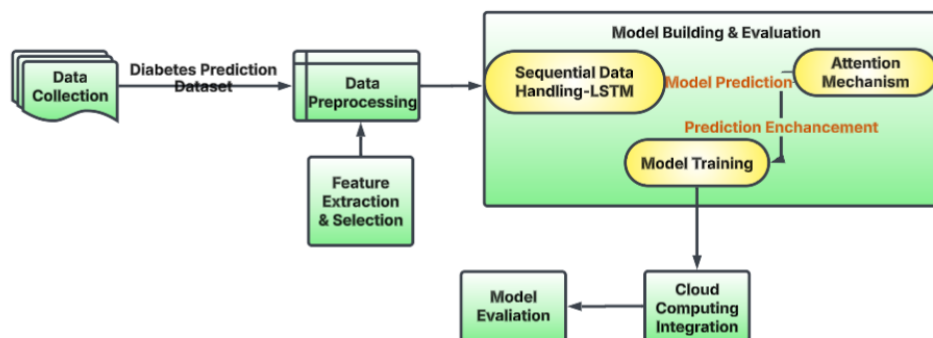 Model Building & Evaluation
Data
Collection
Diabetes Prediction
Dataset
Data
Preprocessing
Sequential Data
Handling-LSTM
Model Prediction
Attention
Mechanism
Prediction Enchancement
Model Training
Feature
Extraction
& Selection
Model
Evaliation
Cloud
Computing
Integration